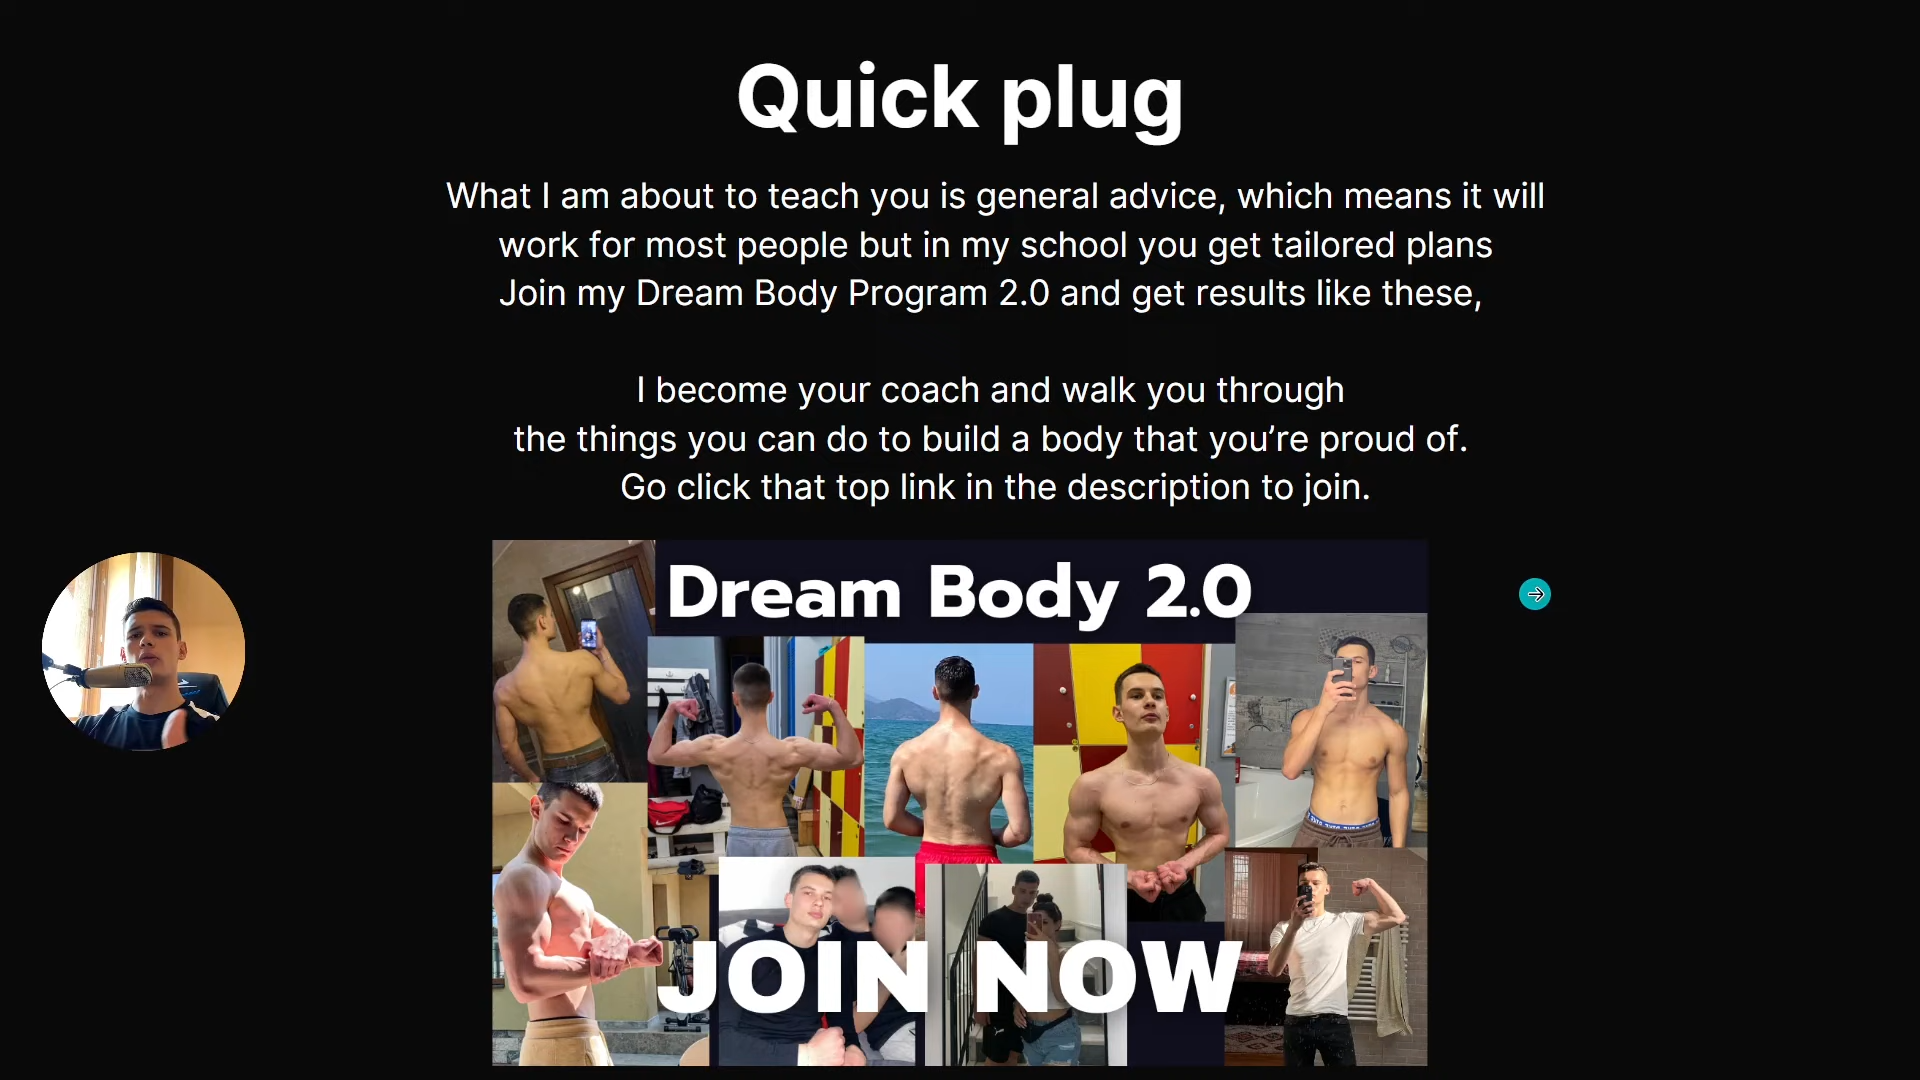 Quick plug
What I am about to teach you is general advice, which means it will
work for most people but in my school you get tailored plans
Join my Dream Body Program 2.0 and get results like these,
I become your coach and walk you through
the things you can do to build a body that you’re proud of.
Go click that top link in the description to join.
Dream Body 2.0
JOIN NOW